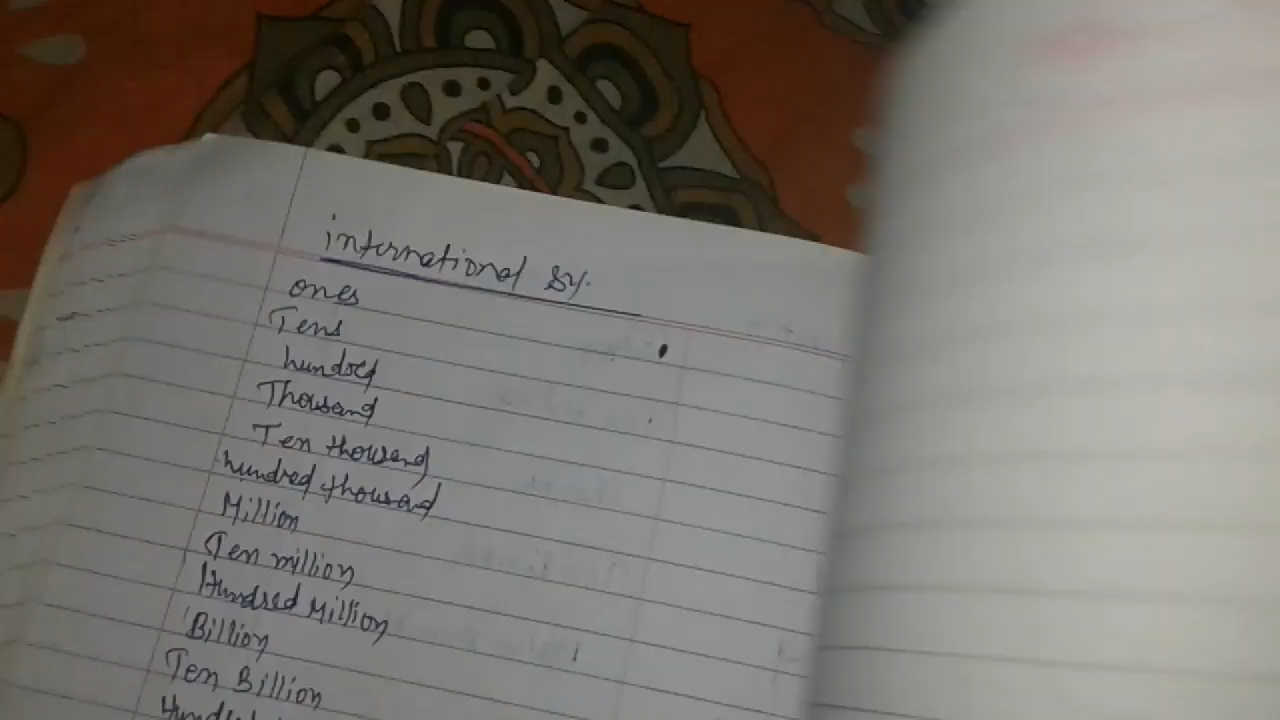 international sy.
ones
Tens
hundred
Thousand
Ten thousand
hundred thousand
Million
Ten million
Hundred Million
Billion
Ten Billion